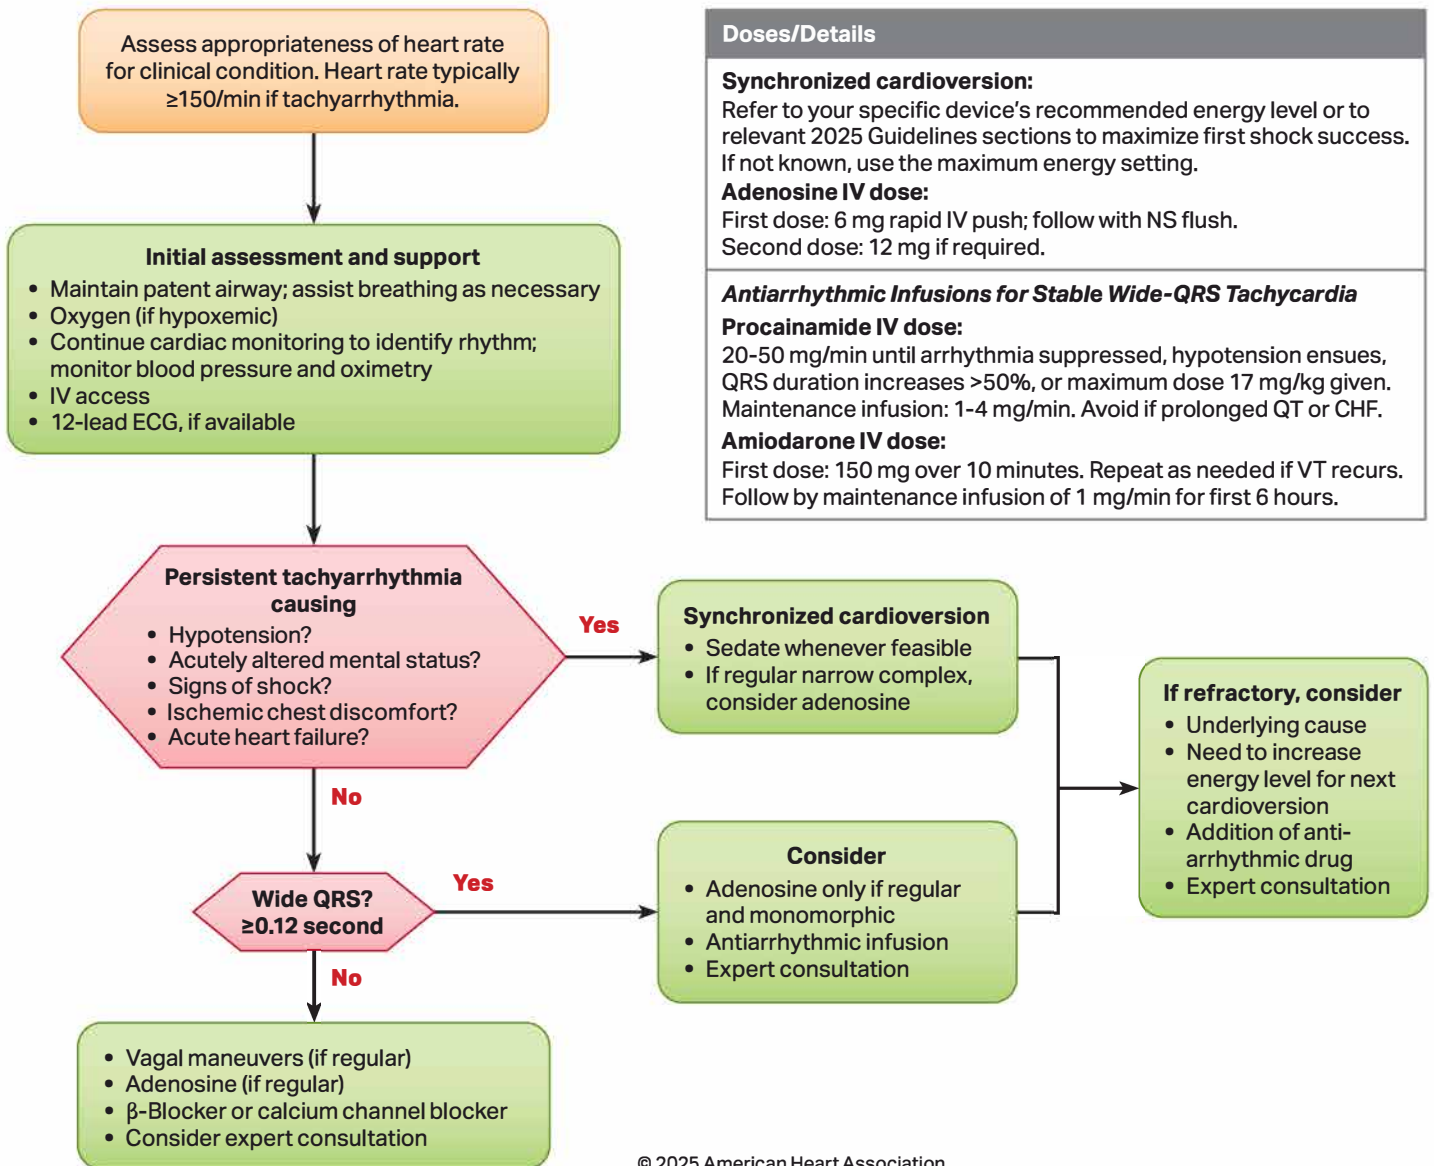 Assess appropriateness of heart rate
for clinical condition. Heart rate typically
≥150/min if tachyarrhythmia.
Initial assessment and support
• Maintain patent airway; assist breathing as necessary
• Oxygen (if hypoxemic)
• Continue cardiac monitoring to identify rhythm;
monitor blood pressure and oximetry
• IV access
• 12-lead ECG, if available
Persistent tachyarrhythmia
causing
• Hypotension?
• Acutely altered mental status?
• Signs of shock?
• Ischemic chest discomfort?
• Acute heart failure?
Yes
Synchronized cardioversion
• Sedate whenever feasible
• If regular narrow complex,
consider adenosine
No
Wide QRS?
≥0.12 second
Yes
Consider
• Adenosine only if regular
and monomorphic
• Antiarrhythmic infusion
• Expert consultation
If refractory, consider
• Underlying cause
• Need to increase
energy level for next
cardioversion
• Addition of anti-
arrhythmic drug
• Expert consultation
No
• Vagal maneuvers (if regular)
• Adenosine (if regular)
• β-Blocker or calcium channel blocker
• Consider expert consultation
Doses/Details
Synchronized cardioversion:
Refer to your specific device's recommended energy level or to
relevant 2025 Guidelines sections to maximize first shock success.
If not known, use the maximum energy setting.
Adenosine IV dose:
First dose: 6 mg rapid IV push; follow with NS flush.
Second dose: 12 mg if required.
Antiarrhythmic Infusions for Stable Wide-QRS Tachycardia
Procainamide IV dose:
20-50 mg/min until arrhythmia suppressed, hypotension ensues,
QRS duration increases >50%, or maximum dose 17 mg/kg given.
Maintenance infusion: 1-4 mg/min. Avoid if prolonged QT or CHF.
Amiodarone IV dose:
First dose: 150 mg over 10 minutes. Repeat as needed if VT recurs.
Follow by maintenance infusion of 1 mg/min for first 6 hours.
© 2025 American Heart Association